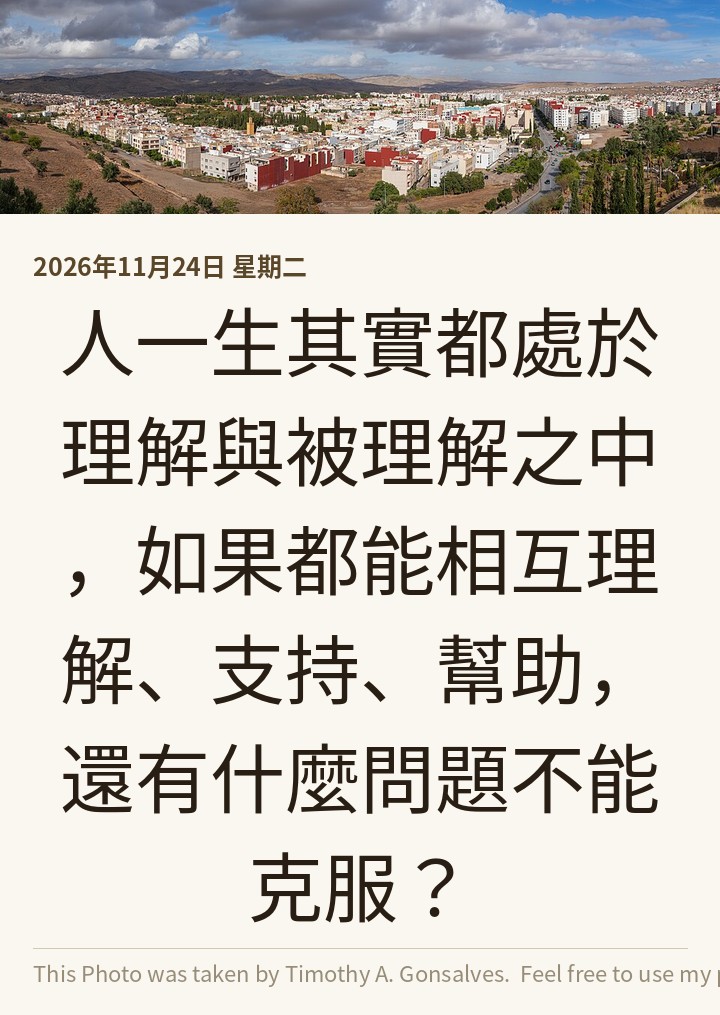 2026年11月24日 星期二
人一生其實都處於
理解與被理解之中
，如果都能相互理
解、支持、幫助，
還有什麼問題不能
克服？
This Photo was taken by Timothy A. Gonsalves.  Feel free to use my